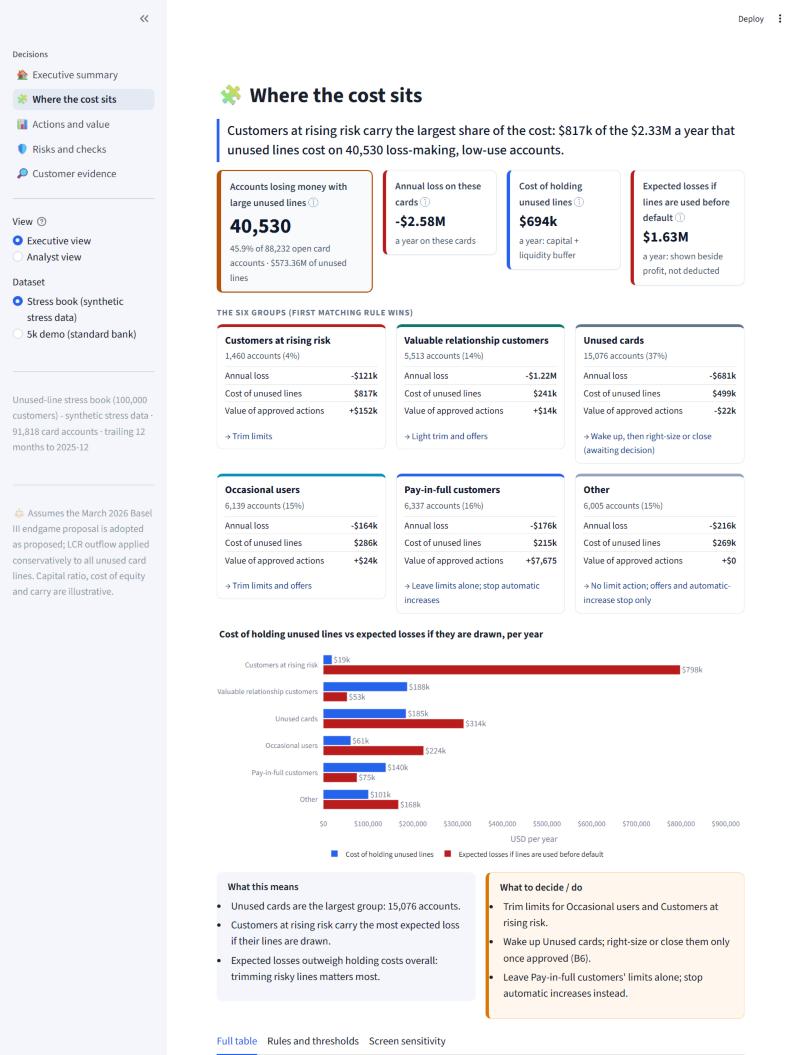 Deploy
Decisions
Executive summary
Where the cost sits
Actions and value
Risks and checks
Customer evidence
View
Executive view
Analyst view
Dataset
Stress book (synthetic
stress data)
5k demo (standard bank)
Unused-line stress book (100,000
customers) - synthetic stress data ·
91,818 card accounts · trailing 12
months to 2025-12
Assumes the March 2026 Basel
III endgame proposal is adopted
as proposed; LCR outflow applied
conservatively to all unused card
lines. Capital ratio, cost of equity
and carry are illustrative.
Where the cost sits
Customers at rising risk carry the largest share of the cost: $817k of the $2.33M a year that
unused lines cost on 40,530 loss-making, low-use accounts.
Accounts losing money with
large unused lines
40,530
45.9% of 88,232 open card
accounts · $573.36M of unused
lines
Annual loss on these
cards
-$2.58M
a year on these cards
Cost of holding
unused lines
$694k
a year: capital +
liquidity buffer
Expected losses if
lines are used before
default
$1.63M
a year: shown beside
profit, not deducted
THE SIX GROUPS (FIRST MATCHING RULE WINS)
Customers at rising risk
1,460 accounts (4%)
Annual loss -$121k
Cost of unused lines $817k
Value of approved actions +$152k
→ Trim limits
Valuable relationship customers
5,513 accounts (14%)
Annual loss -$1.22M
Cost of unused lines $241k
Value of approved actions +$14k
→ Light trim and offers
Unused cards
15,076 accounts (37%)
Annual loss -$681k
Cost of unused lines $499k
Value of approved actions -$22k
→ Wake up, then right-size or close
(awaiting decision)
Occasional users
6,139 accounts (15%)
Annual loss -$164k
Cost of unused lines $286k
Value of approved actions +$24k
→ Trim limits and offers
Pay-in-full customers
6,337 accounts (16%)
Annual loss -$176k
Cost of unused lines $215k
Value of approved actions +$7,675
→ Leave limits alone; stop automatic
increases
Other
6,005 accounts (15%)
Annual loss -$216k
Cost of unused lines $269k
Value of approved actions +$0
→ No limit action; offers and automatic-
increase stop only
Cost of holding unused lines vs expected losses if they are drawn, per year
Customers at rising risk $19k $798k
Valuable relationship customers $188k $53k
Unused cards $185k $314k
Occasional users $61k $224k
Pay-in-full customers $140k $75k
Other $101k $168k
$0 $100,000 $200,000 $300,000 $400,000 $500,000 $600,000 $700,000 $800,000 $900,000
USD per year
Cost of holding unused lines Expected losses if lines are used before default
What this means
• Unused cards are the largest group: 15,076 accounts.
• Customers at rising risk carry the most expected loss
if their lines are drawn.
• Expected losses outweigh holding costs overall:
trimming risky lines matters most.
What to decide / do
• Trim limits for Occasional users and Customers at
rising risk.
• Wake up Unused cards; right-size or close them only
once approved (B6).
• Leave Pay-in-full customers' limits alone; stop
automatic increases instead.
Full table Rules and thresholds Screen sensitivity